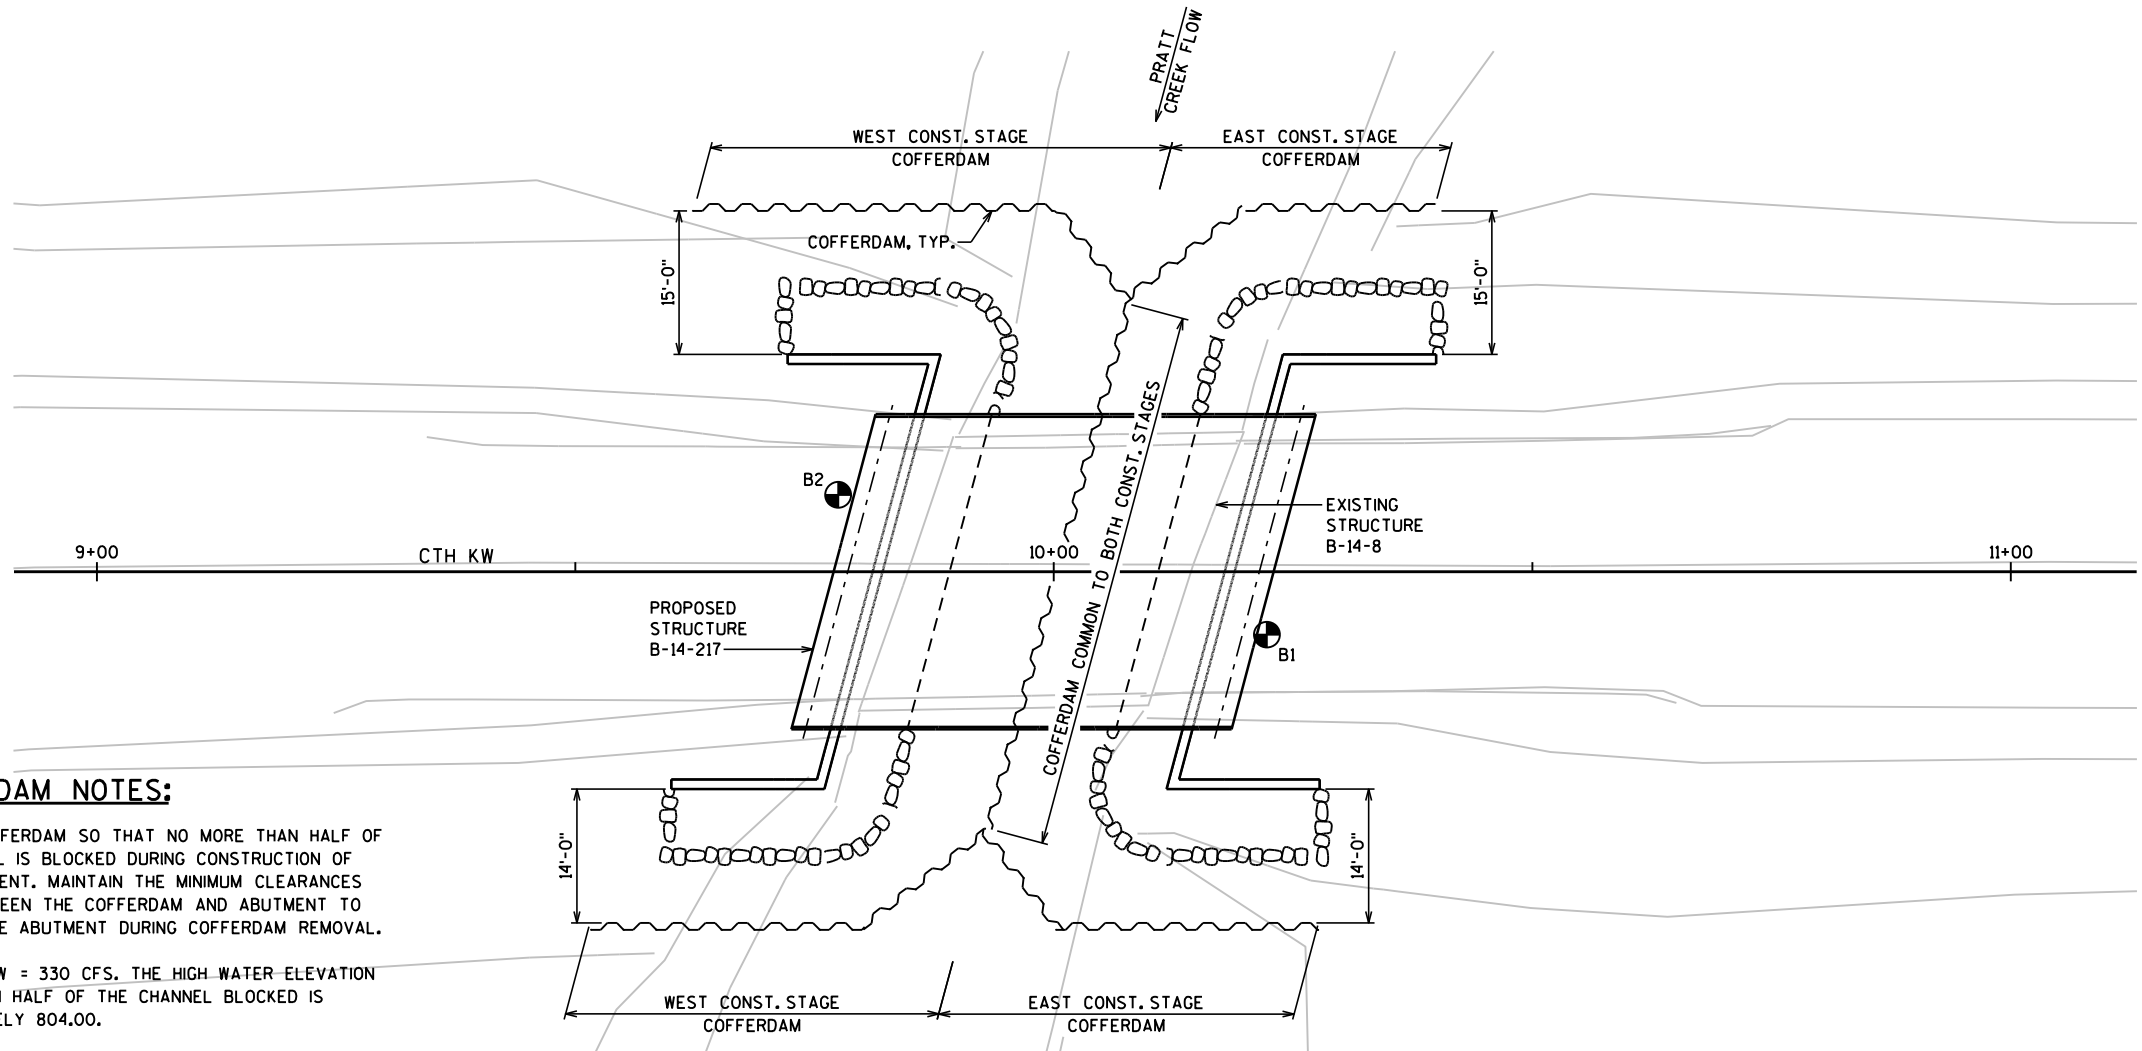 PRATT
CREEK FLOW
WEST CONST. STAGE
COFFERDAM
EAST CONST. STAGE
COFFERDAM
COFFERDAM, TYP.
15'-0"
15'-0"
COFFERDAM COMMON TO BOTH CONST. STAGES
B2
EXISTING
STRUCTURE
B-14-8
9+00
CTH KW
10+00
11+00
PROPOSED
STRUCTURE
B-14-217
B1
DAM NOTES:
FFERDAM SO THAT NO MORE THAN HALF OF
L IS BLOCKED DURING CONSTRUCTION OF
ENT. MAINTAIN THE MINIMUM CLEARANCES
EEN THE COFFERDAM AND ABUTMENT TO
E ABUTMENT DURING COFFERDAM REMOVAL.
W = 330 CFS. THE HIGH WATER ELEVATION
H HALF OF THE CHANNEL BLOCKED IS
ELY 804.00.
14'-0"
14'-0"
WEST CONST. STAGE
COFFERDAM
EAST CONST. STAGE
COFFERDAM